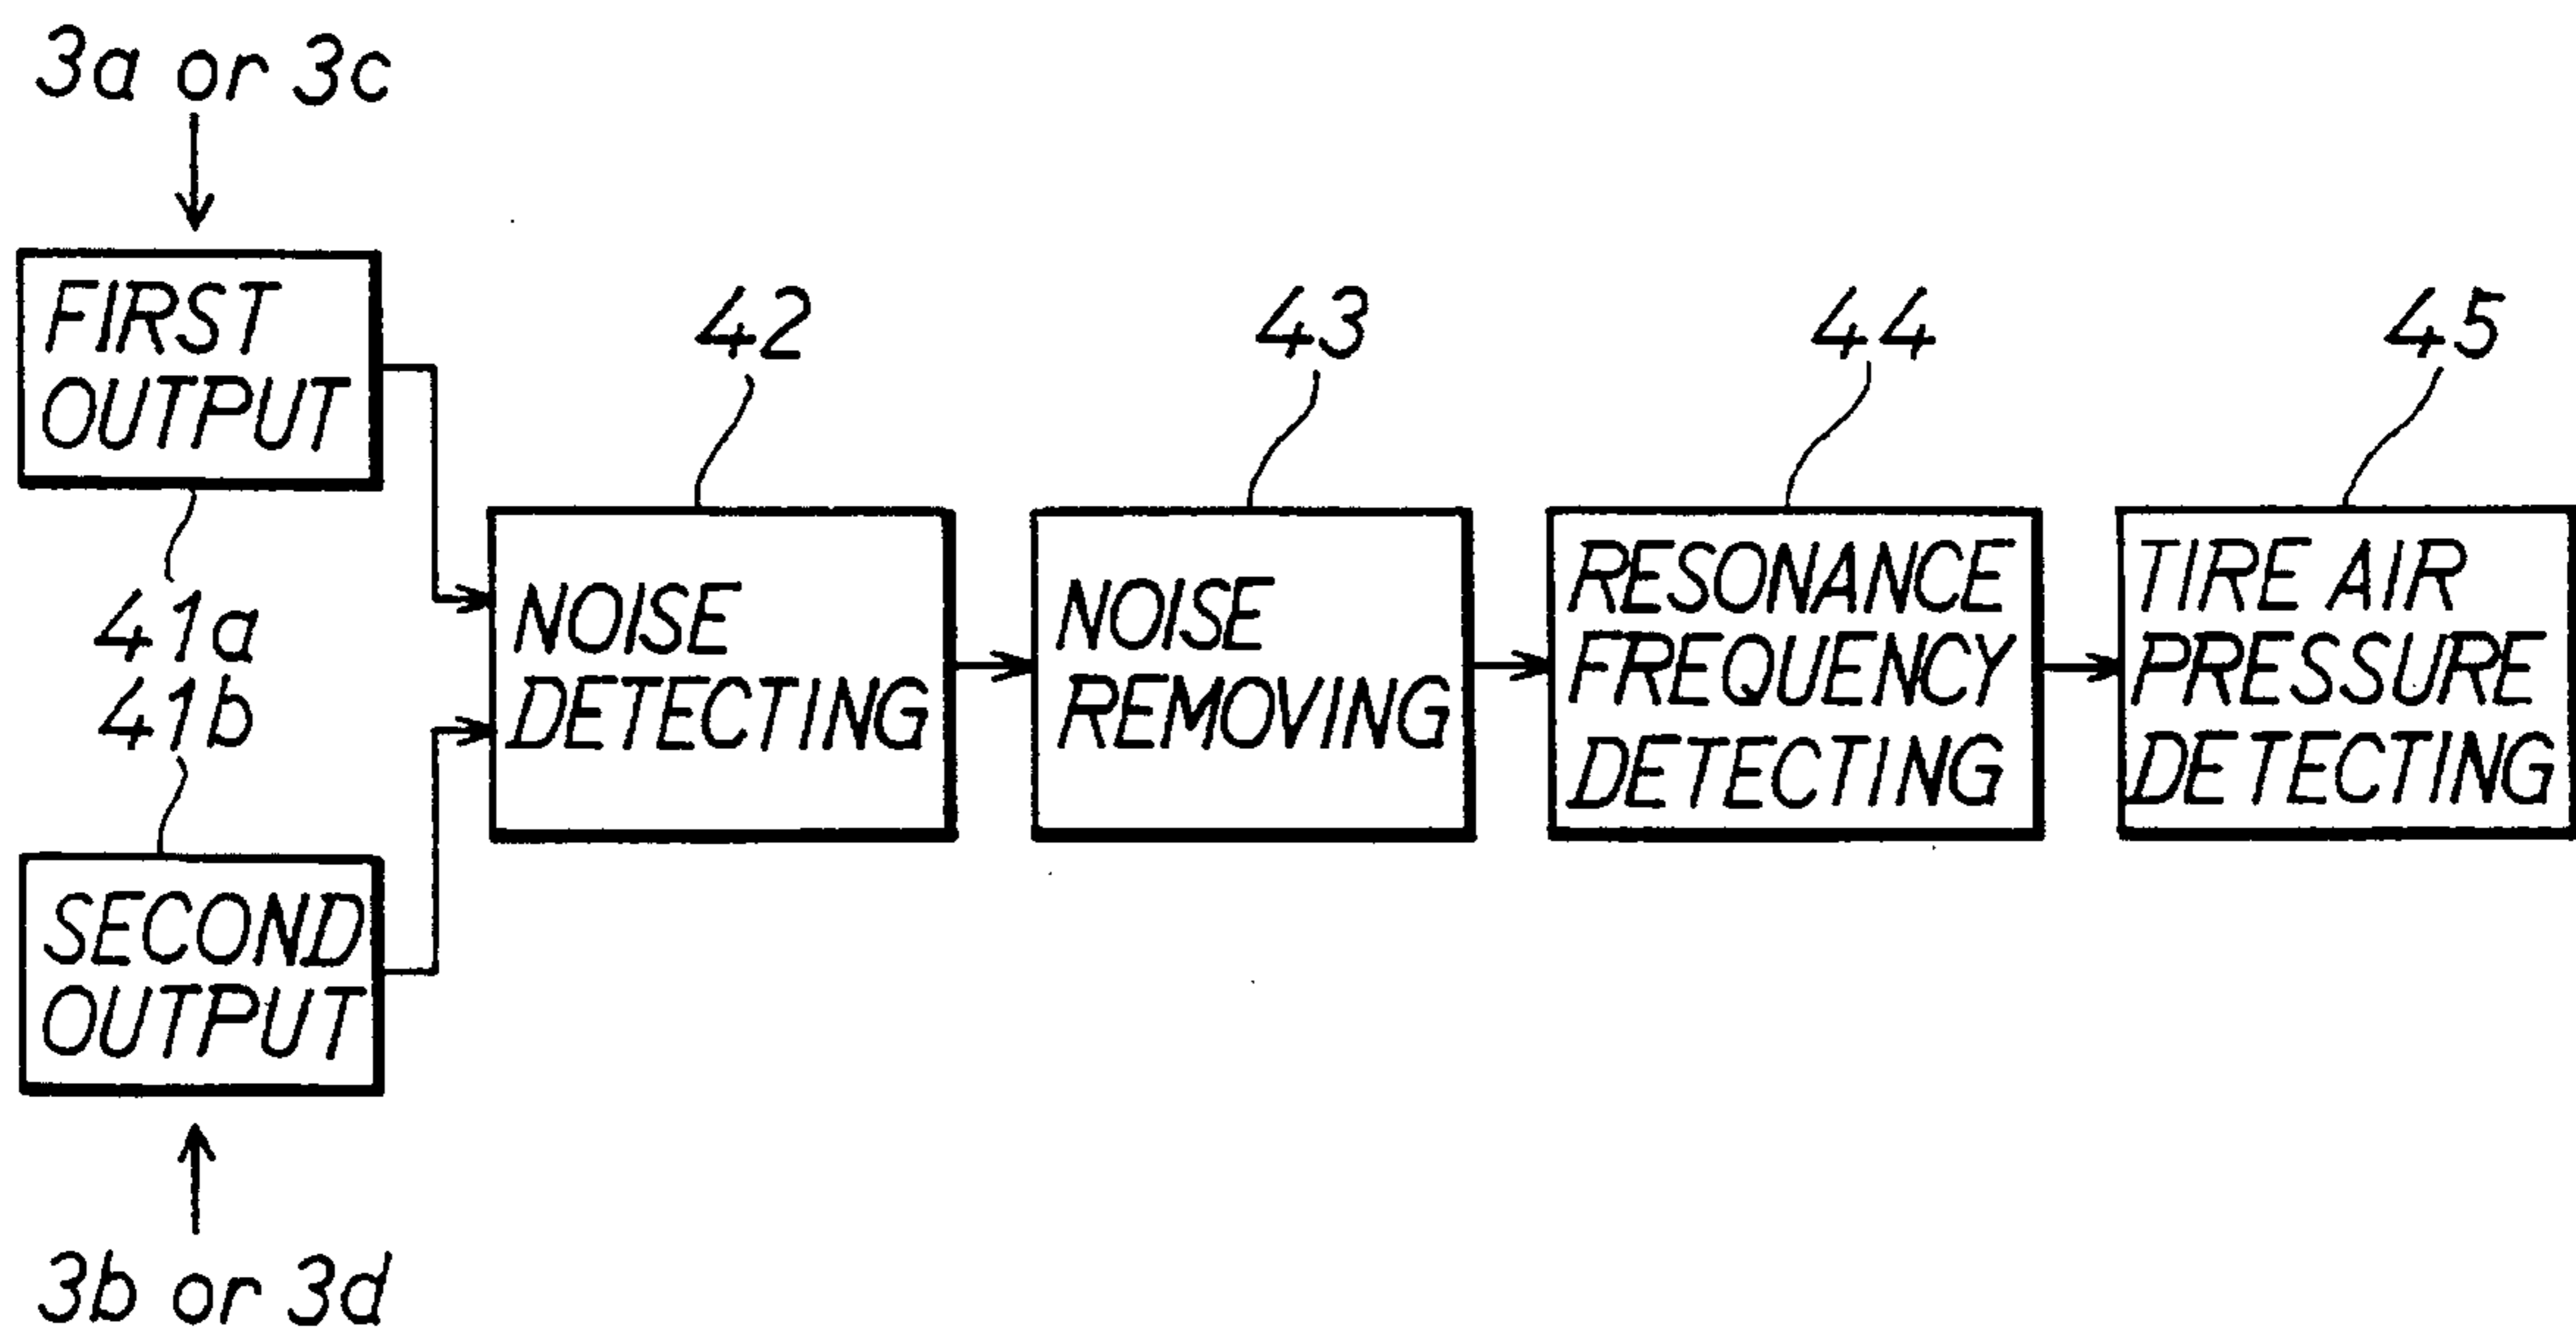 3a or 3c
FIRST
OUTPUT
41a
41b
SECOND
OUTPUT
3b or 3d
42
NOISE
DETECTING
43
NOISE
REMOVING
44
RESONANCE
FREQUENCY
DETECTING
45
TIRE AIR
PRESSURE
DETECTING